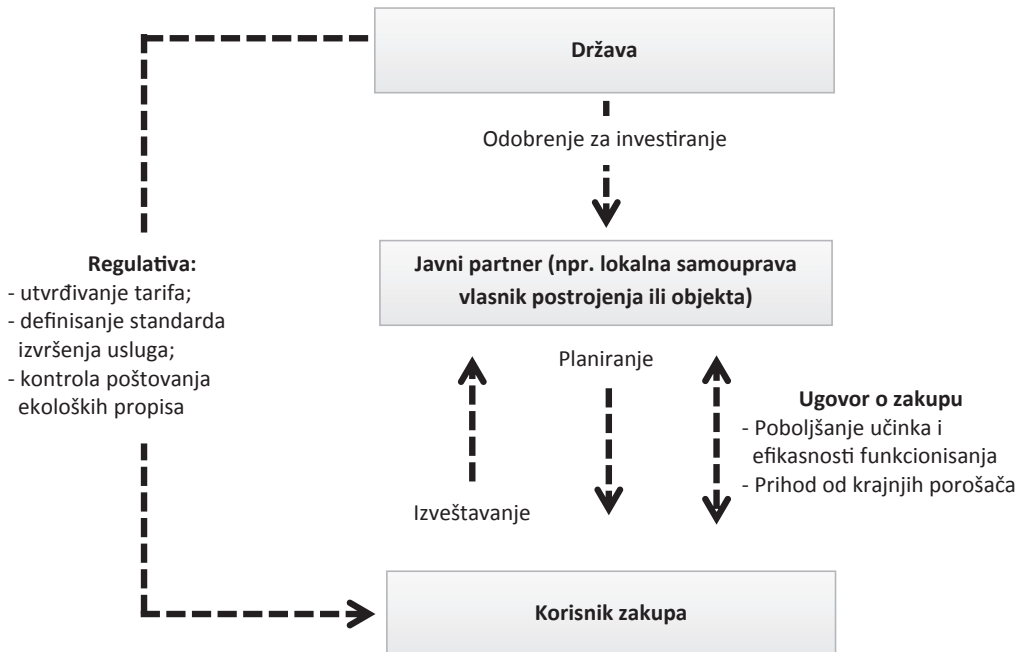 Država
Odobrenje za investiranje
Javni partner (npr. lokalna samouprava
vlasnik postrojenja ili objekta)
Regulativa:
- utvrđivanje tarifa;
- definisanje standarda
izvršenja usluga;
- kontrola poštovanja
ekoloških propisa
Planiranje
Izveštavanje
Ugovor o zakupu
- Poboljšanje učinka i
efikasnosti funkcionisanja
- Prihod od krajnjih porošača
Korisnik zakupa